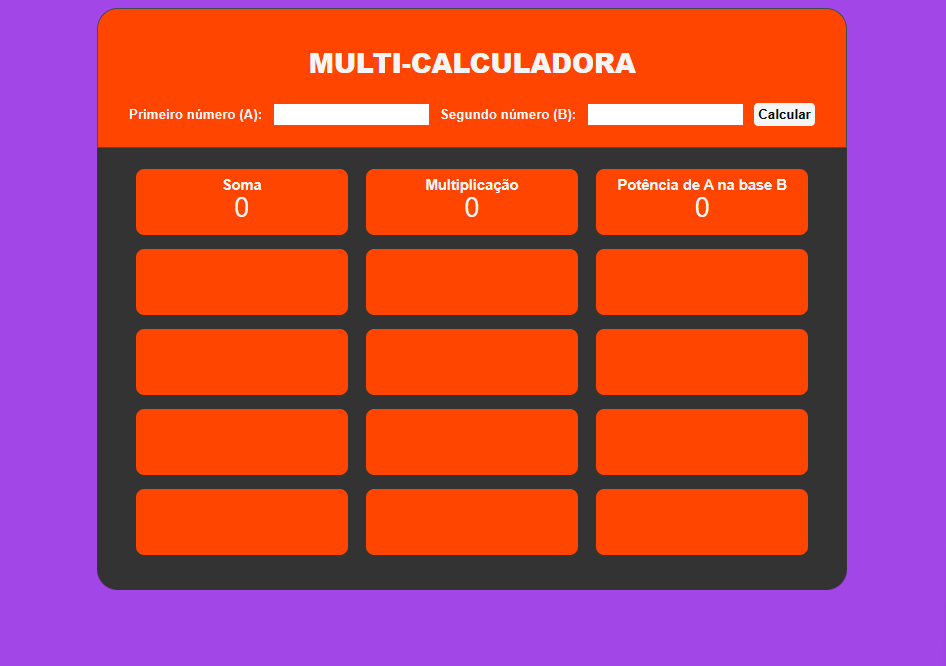 MULTI-CALCULADORA
Primeiro número (A): Segundo número (B): Calcular
Soma
0
Multiplicação
0
Potência de A na base B
0